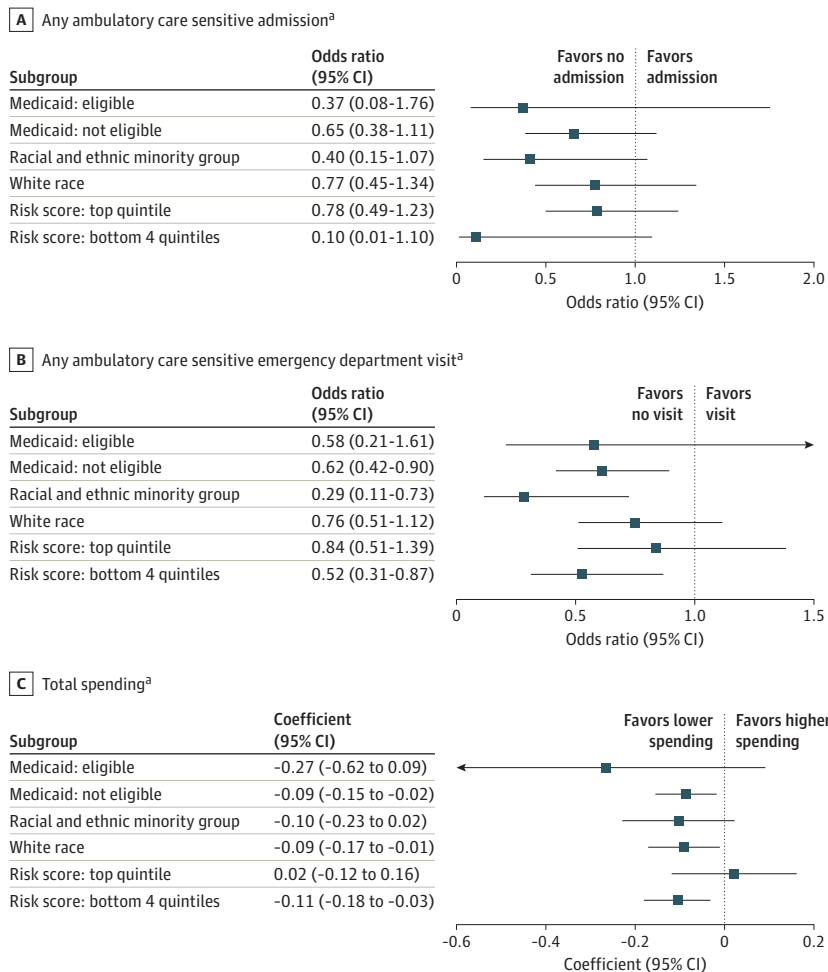 A Any ambulatory care sensitive admissionª
Subgroup
Odds ratio
(95% CI)
Favors no
admission
Favors
admission
Medicaid: eligible 0.37 (0.08-1.76)
Medicaid: not eligible 0.65 (0.38-1.11)
Racial and ethnic minority group 0.40 (0.15-1.07)
White race 0.77 (0.45-1.34)
Risk score: top quintile 0.78 (0.49-1.23)
Risk score: bottom 4 quintiles 0.10 (0.01-1.10)
0 0.5 1.0 1.5 2.0
Odds ratio (95% CI)
B Any ambulatory care sensitive emergency department visitª
Subgroup
Odds ratio
(95% CI)
Favors
no visit
Favors
visit
Medicaid: eligible 0.58 (0.21-1.61)
Medicaid: not eligible 0.62 (0.42-0.90)
Racial and ethnic minority group 0.29 (0.11-0.73)
White race 0.76 (0.51-1.12)
Risk score: top quintile 0.84 (0.51-1.39)
Risk score: bottom 4 quintiles 0.52 (0.31-0.87)
0 0.5 1.0 1.5
Odds ratio (95% CI)
C Total spendingª
Subgroup
Coefficient
(95% CI)
Favors lower
spending
Favors higher
spending
Medicaid: eligible -0.27 (-0.62 to 0.09)
Medicaid: not eligible -0.09 (-0.15 to -0.02)
Racial and ethnic minority group -0.10 (-0.23 to 0.02)
White race -0.09 (-0.17 to -0.01)
Risk score: top quintile 0.02 (-0.12 to 0.16)
Risk score: bottom 4 quintiles -0.11 (-0.18 to -0.03)
-0.6 -0.4 -0.2 0 0.2
Coefficient (95% CI)